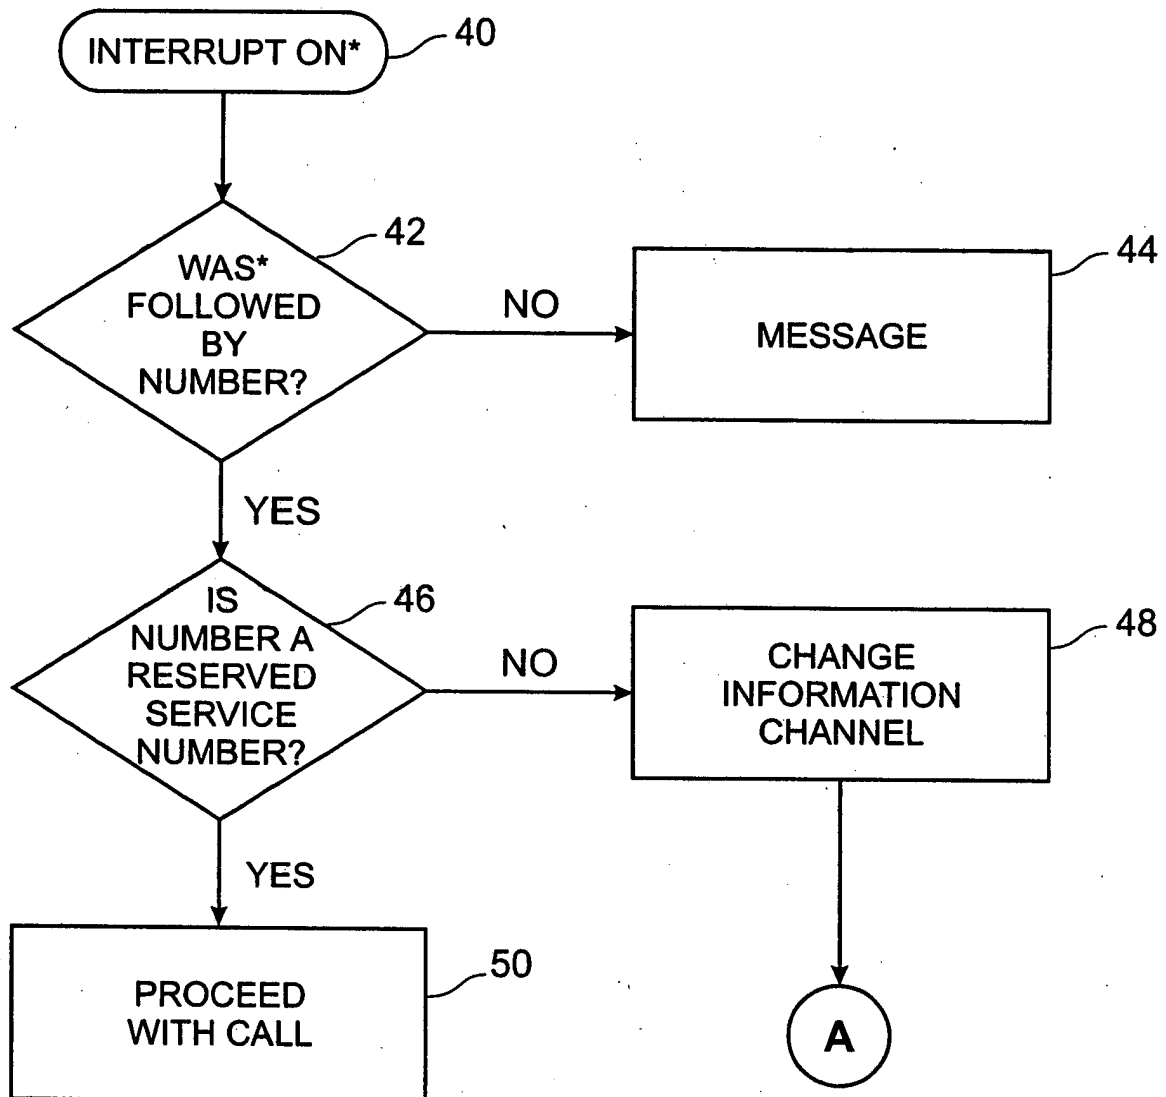 INTERRUPT ON*
40
42
WAS*
FOLLOWED
BY
NUMBER?
NO
44
MESSAGE
YES
46
IS
NUMBER A
RESERVED
SERVICE
NUMBER?
NO
48
CHANGE
INFORMATION
CHANNEL
YES
50
PROCEED
WITH CALL
A